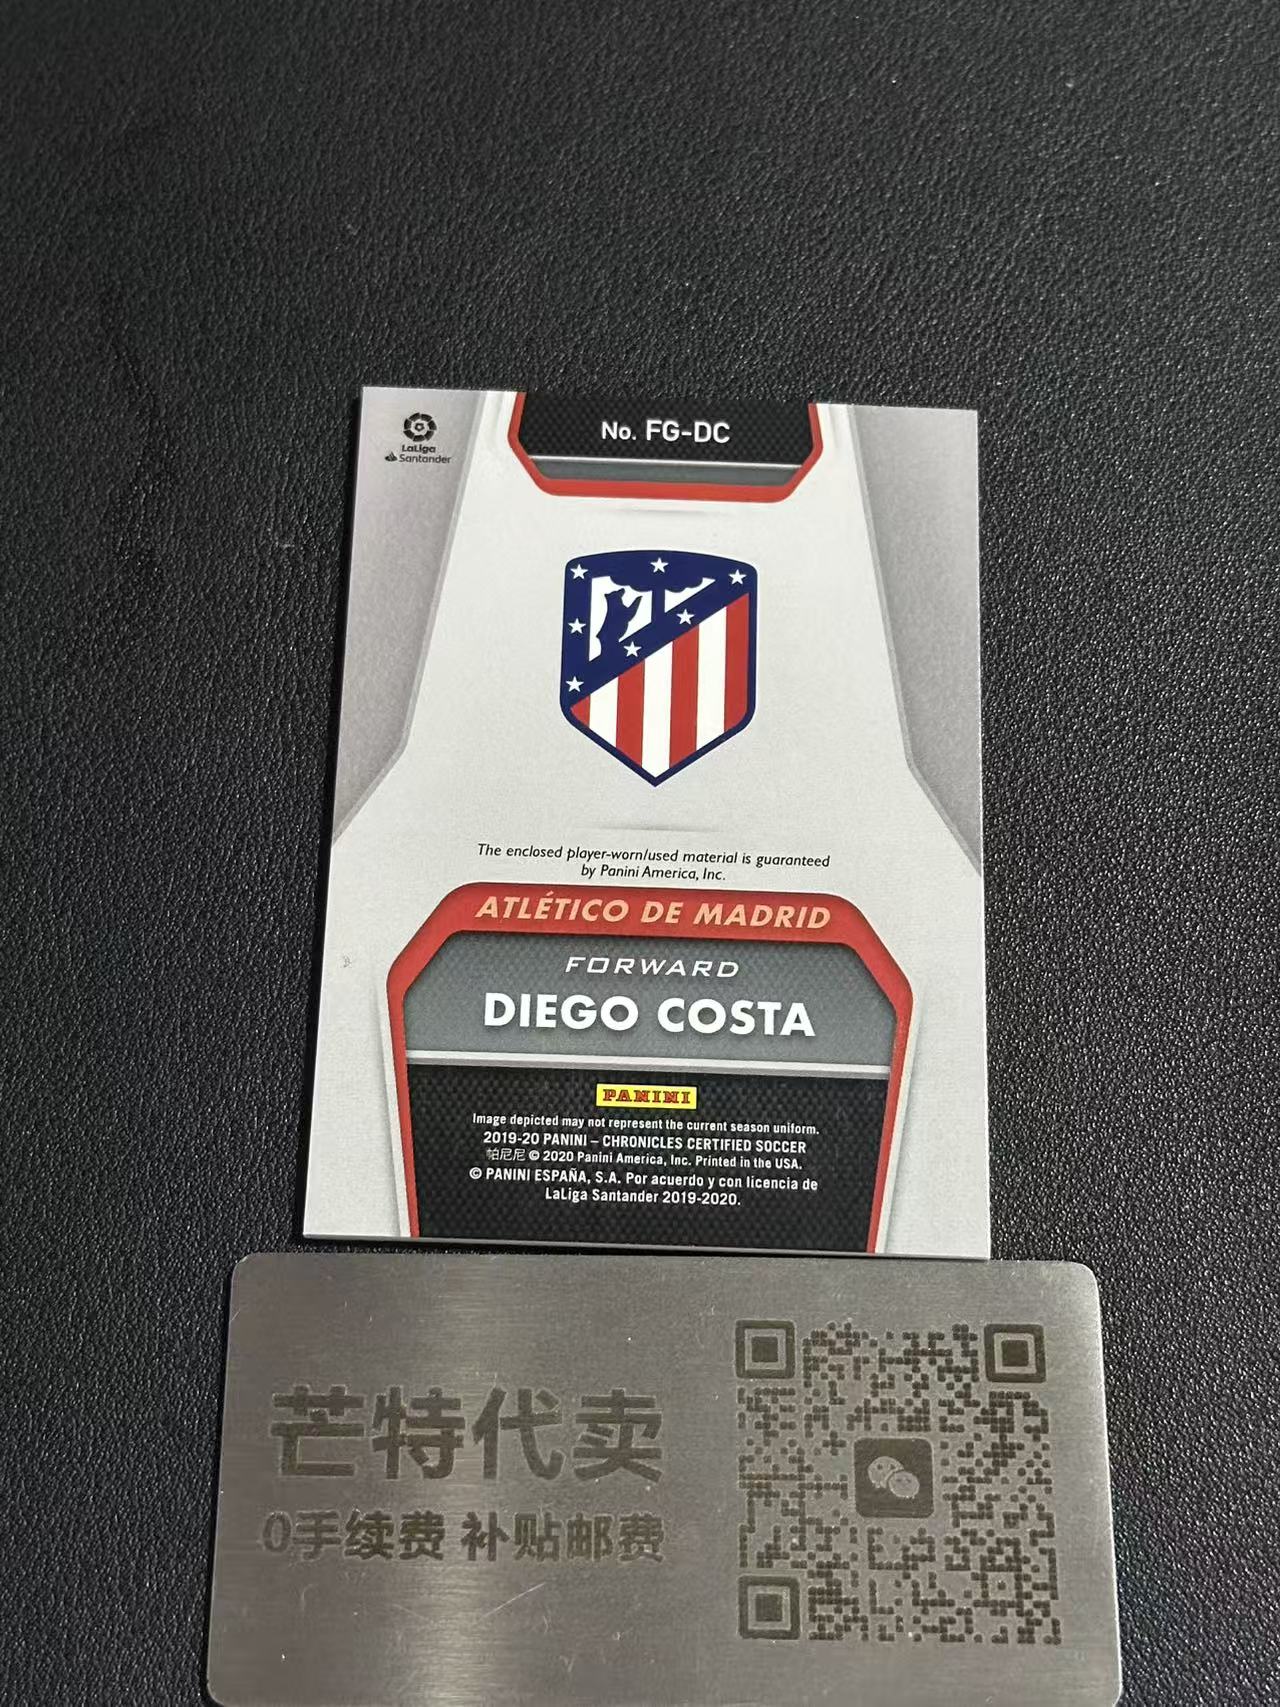 No. FG-DC
LaLiga
Santander
The enclosed player-worn/used material is guaranteed
by Panini America, Inc.
ATLÉTICO DE MADRID
FORWARD
DIEGO COSTA
PANINI
Image depicted may not represent the current season uniform.
2019-20 PANINI – CHRONICLES CERTIFIED SOCCER
帕尼尼 © 2020 Panini America, Inc. Printed in the USA.
© PANINI ESPAÑA, S.A. Por acuerdo y con licencia de
LaLiga Santander 2019-2020.
芒特代卖
0手续费 补贴邮费